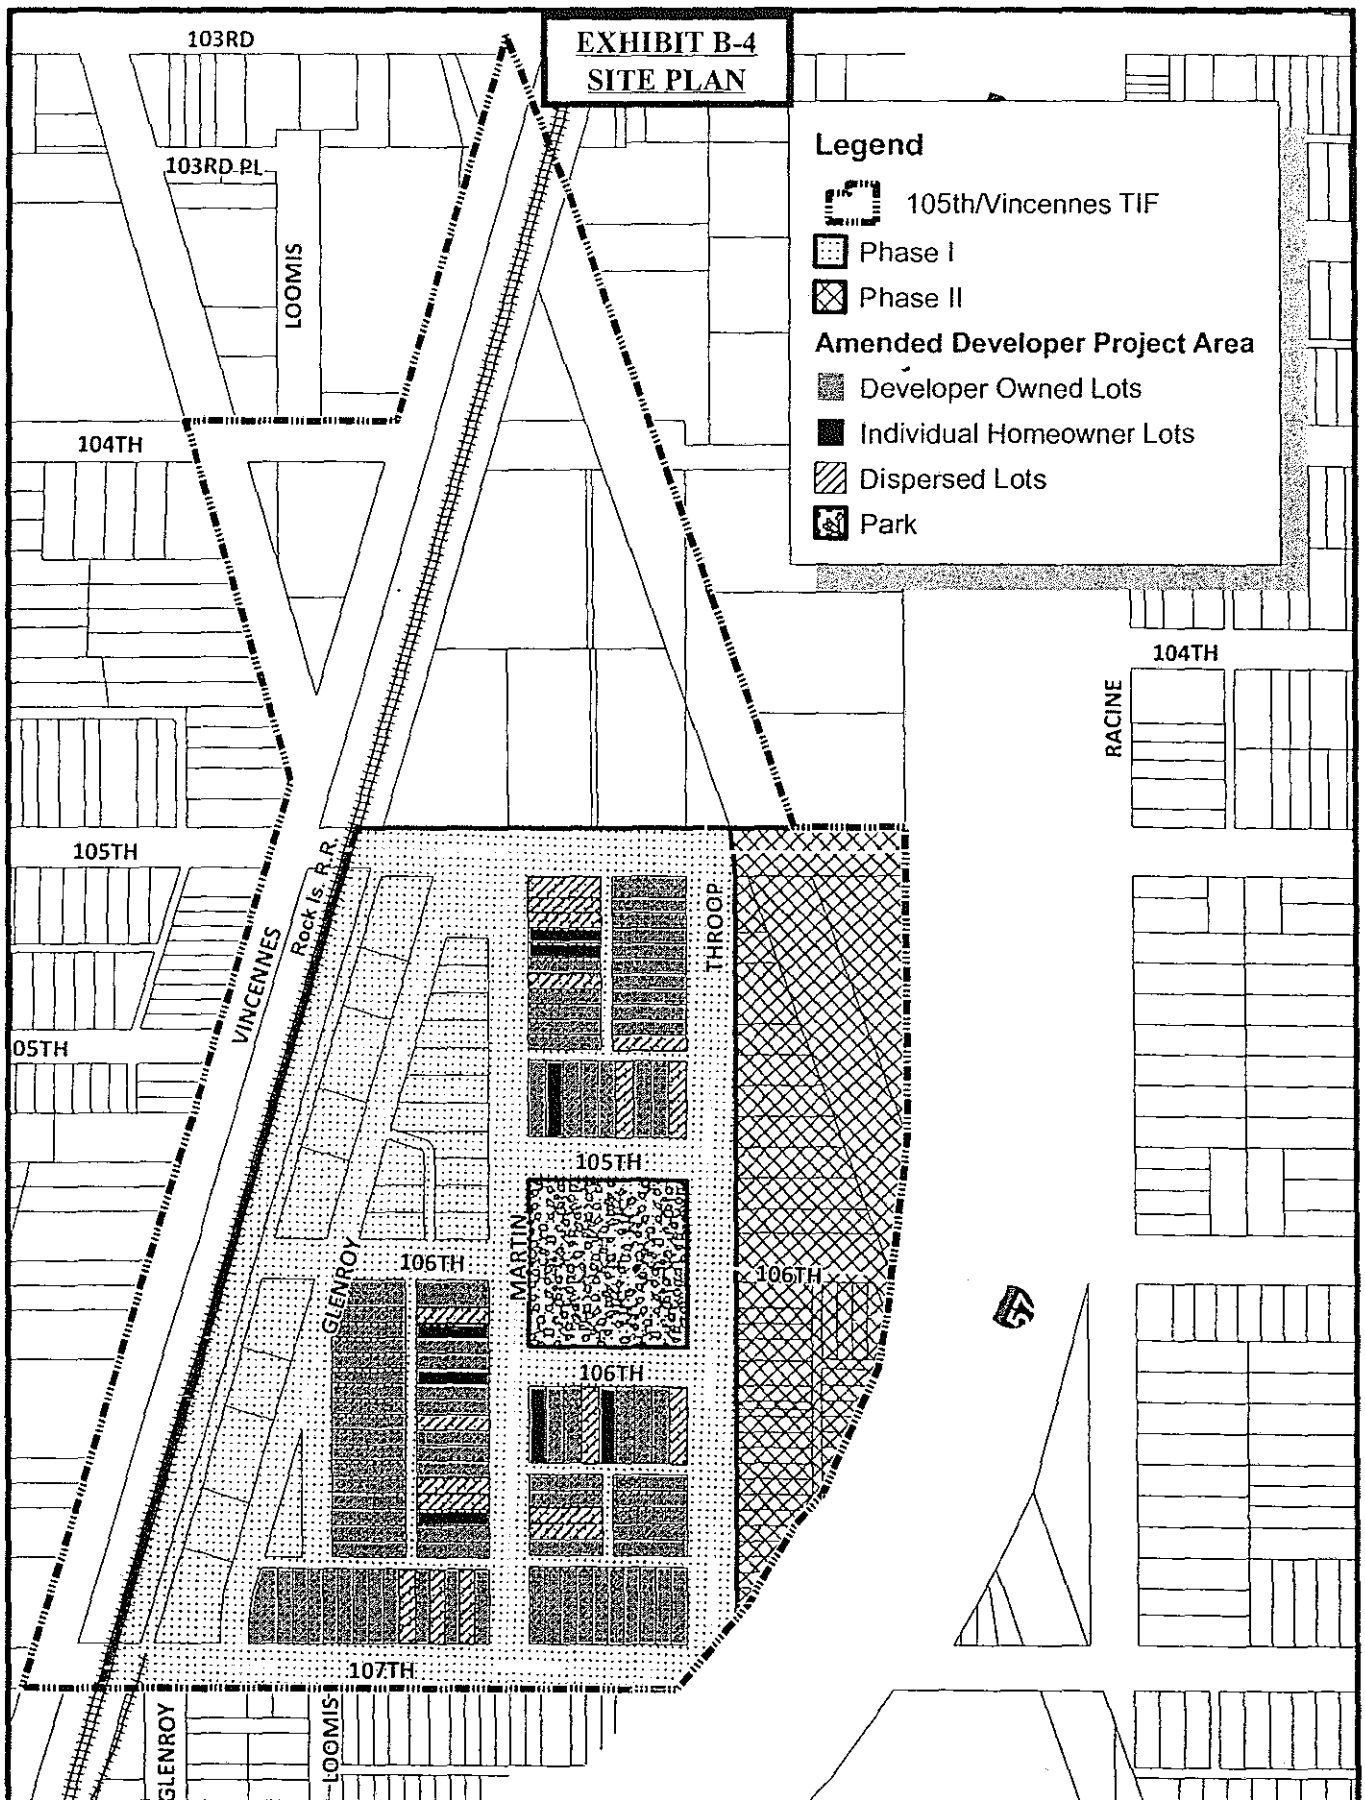 EXHIBIT B-4
SITE PLAN
103RD
103RD PL
LOOMIS
Legend
105th/Vincennes TIF
Phase I
Phase II
Amended Developer Project Area
Developer Owned Lots
Individual Homeowner Lots
Dispersed Lots
Park
104TH
104TH
RACINE
105TH
Rock Is. R.R.
VINCENNES
THROOP
05TH
105TH
MARTIN
GLENROY
106TH
106TH
57
106TH
107TH
GLENROY
LOOMIS